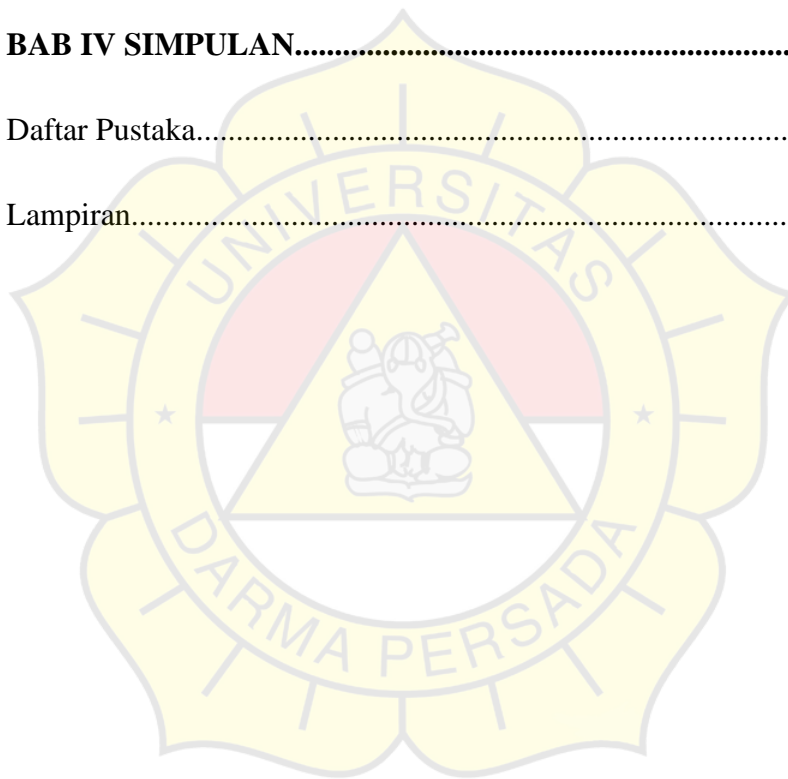 BAB IV SIMPULAN................................................................
Daftar Pustaka..........................................................................
Lampiran..................................................................................
UNIVERSITAS
DARMA PERSADA